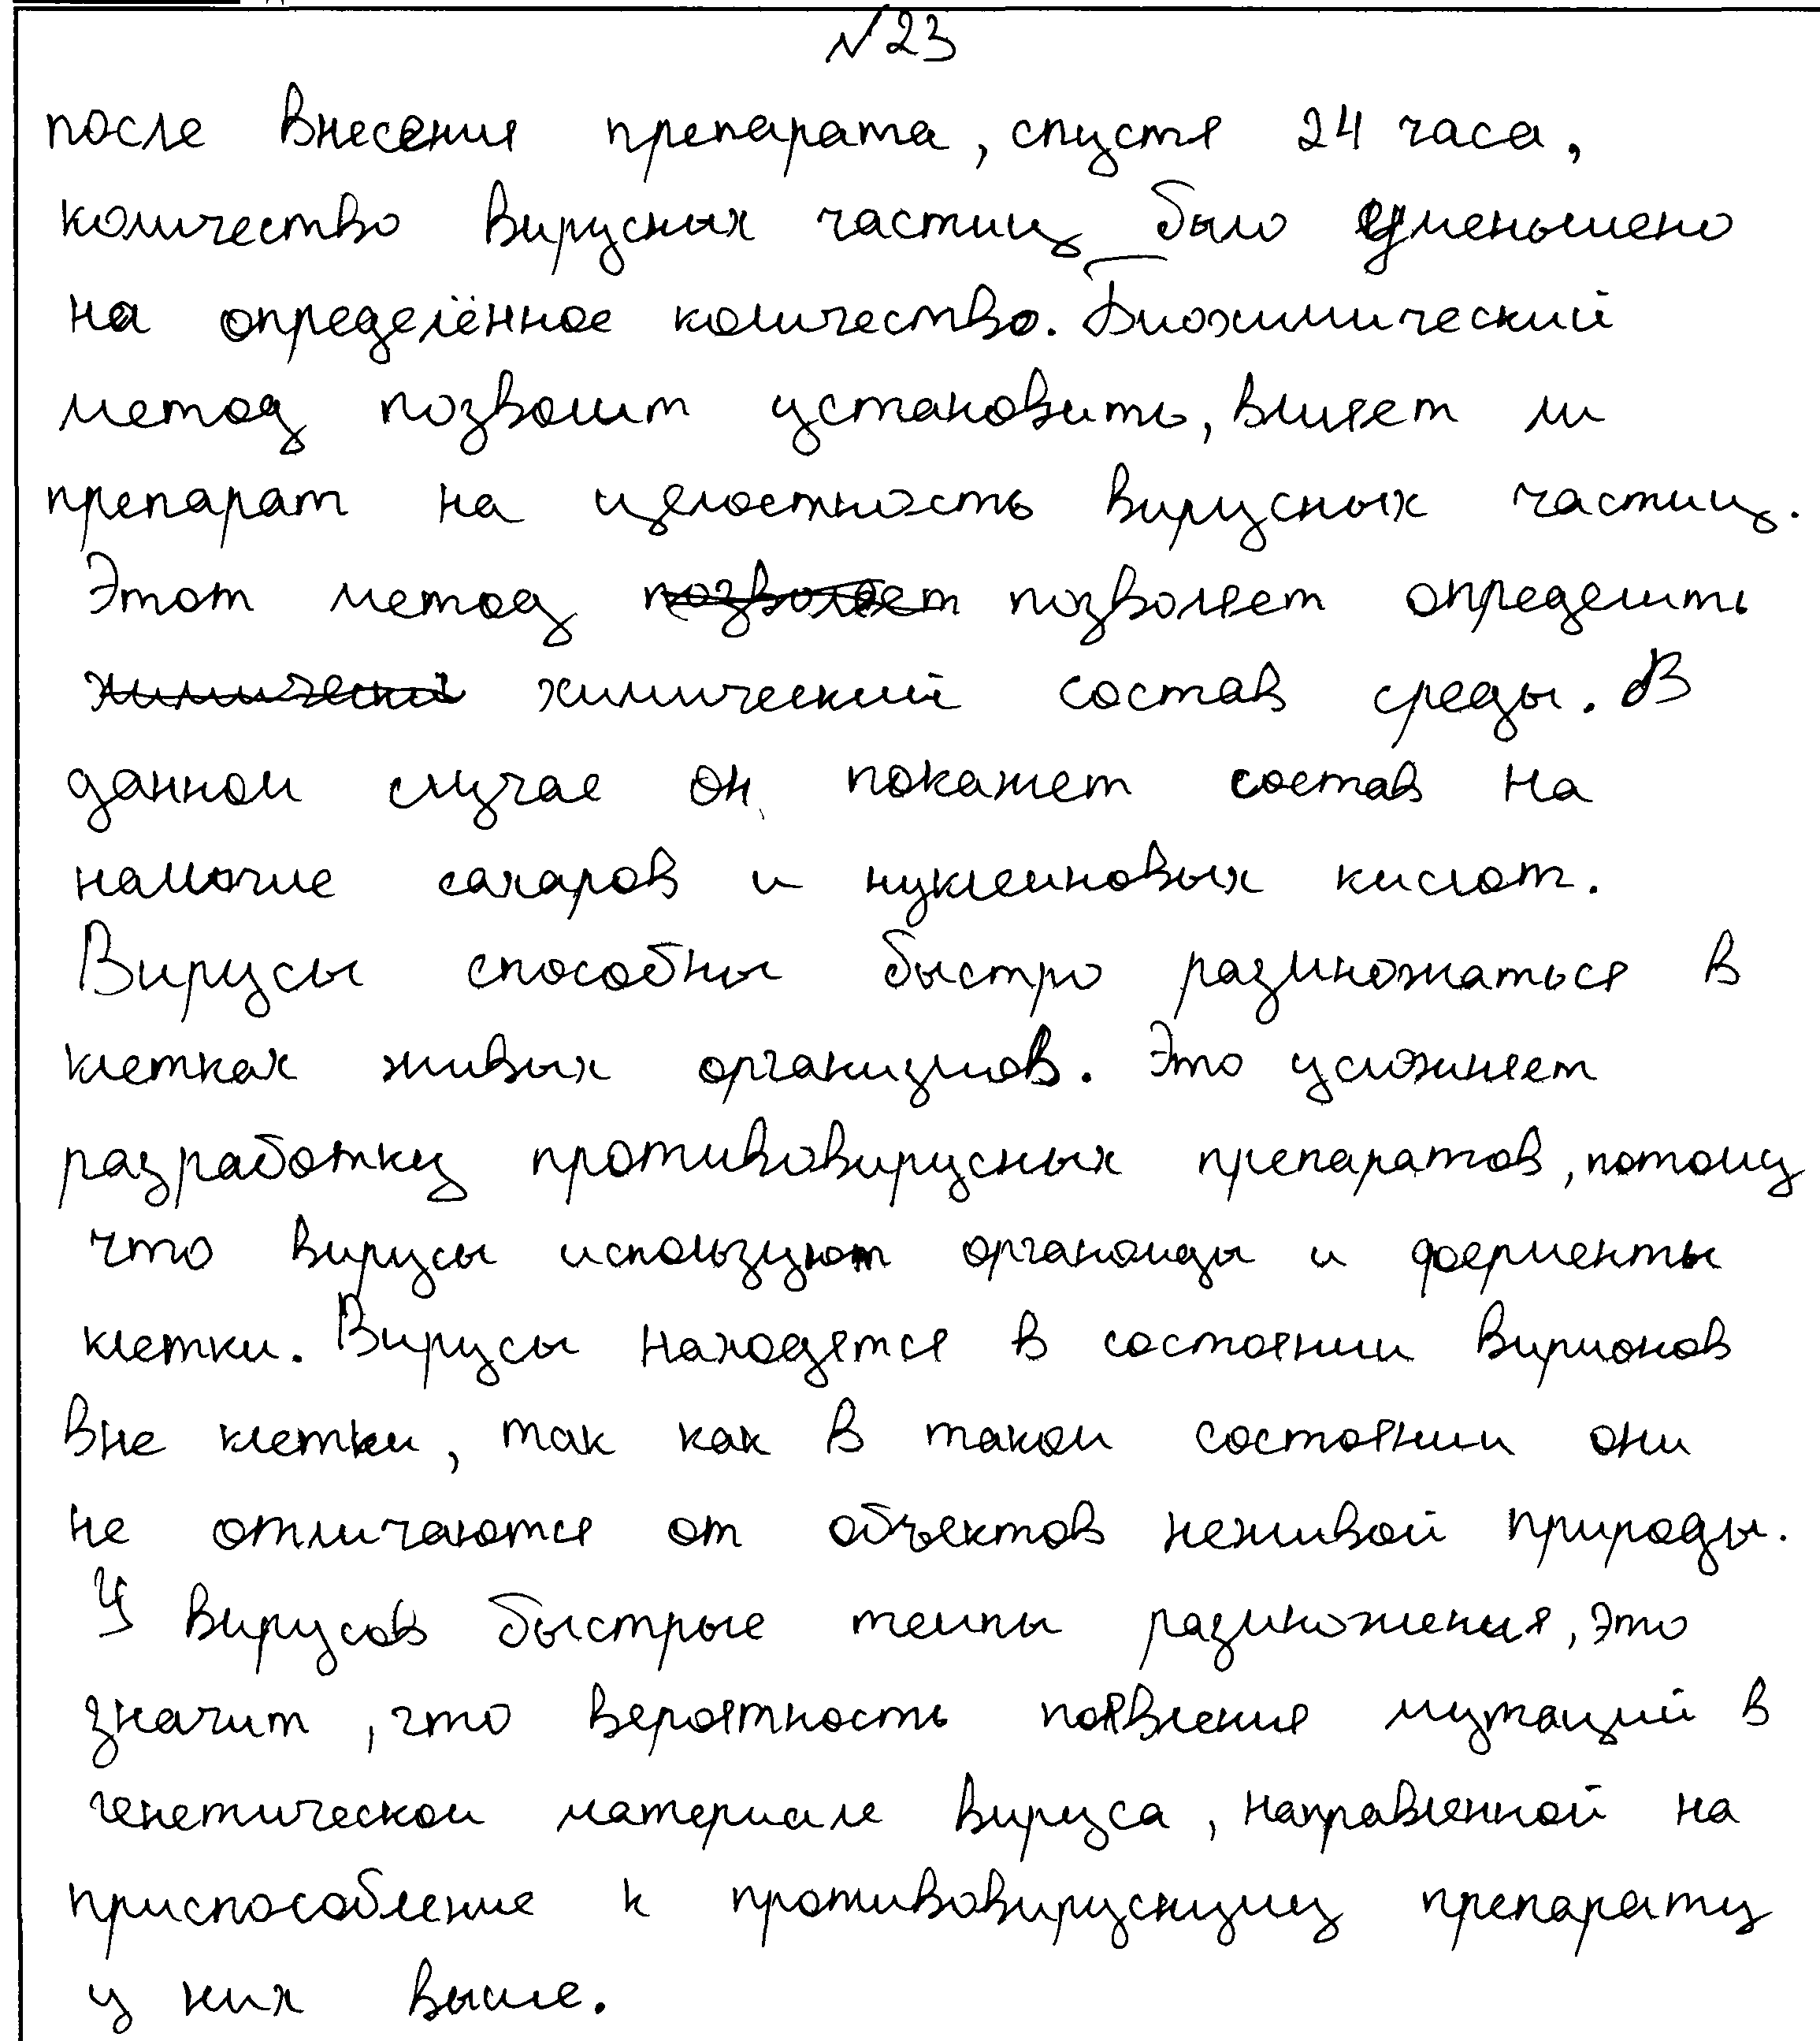 №23
после внесения препарата, спустя 24 часа,
количество вирусных частиц было уменьшено
на определённое количество. Биохимический
метод позволит установить, влияет ли
препарат на целостность вирусных частиц.
Этот метод позволяет позволяет определить
химически химический состав среды. В
данном случае он покажет состав на
наличие сахаров и нуклеиновых кислот.
Вирусы способны быстро размножаться в
клетках живых организмов. Это усложняет
разработку противовирусных препаратов, потому
что вирусы используют органоиды и ферменты
клетки. Вирусы находятся в состоянии вирионов
вне клетки, так как в таком состоянии они
не отличаются от объектов неживой природы.
У вирусов быстрые темпы размножения, это
значит, что вероятность появления мутаций в
генетическом материале вируса, направленной на
приспособление к противовирусному препарату
у них выше.